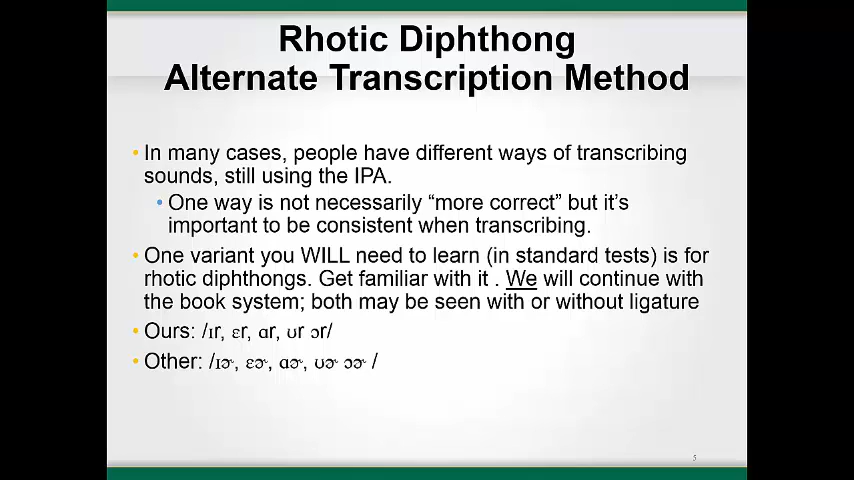 Rhotic Diphthong
Alternate Transcription Method
• In many cases, people have different ways of transcribing
sounds, still using the IPA.
• One way is not necessarily “more correct” but it’s
important to be consistent when transcribing.
• One variant you WILL need to learn (in standard tests) is for
rhotic diphthongs. Get familiar with it . We will continue with
the book system; both may be seen with or without ligature
• Ours: /ɪr, ɛr, ɑr, ʊr ɔr/
• Other: /ɪɚ, ɛɚ, ɑɚ, ʊɚ ɔɚ /
5